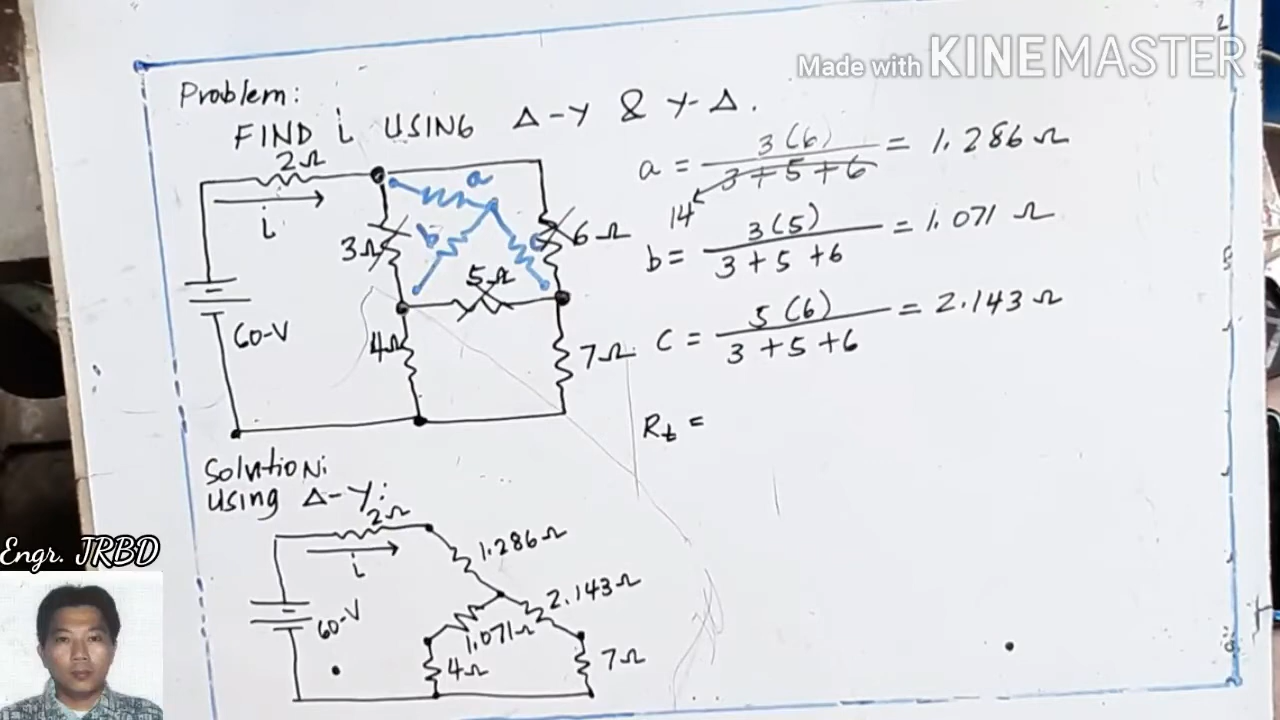 2
Made with KINEMASTER
Problem:
FIND i USING Δ-Y & Y-Δ.
2Ω
i
60-V
3Ω
a
b
c
6Ω
5Ω
4Ω
7Ω
a = 3(6) / 3+5+6 = 1.286 Ω
14
b = 3(5) / 3+5+6 = 1.071 Ω
c = 5(6) / 3+5+6 = 2.143 Ω
Rt =
Solution:
Using Δ-Y:
2Ω
i
60-V
1.286Ω
2.143Ω
1.071Ω
4Ω
7Ω
Engr. JRBD